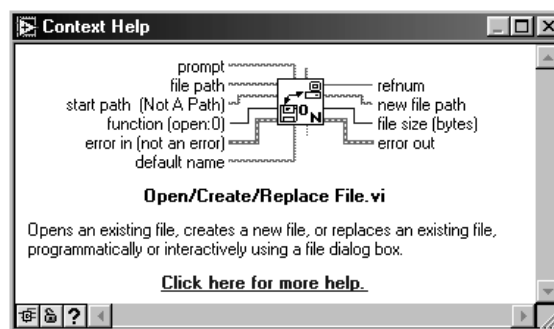 Context Help
prompt
file path
start path (Not A Path)
function (open:0)
error in (not an error)
default name
refnum
new file path
file size (bytes)
error out
O
N
Open/Create/Replace File.vi
Opens an existing file, creates a new file, or replaces an existing file,
programmatically or interactively using a file dialog box.
Click here for more help.
?